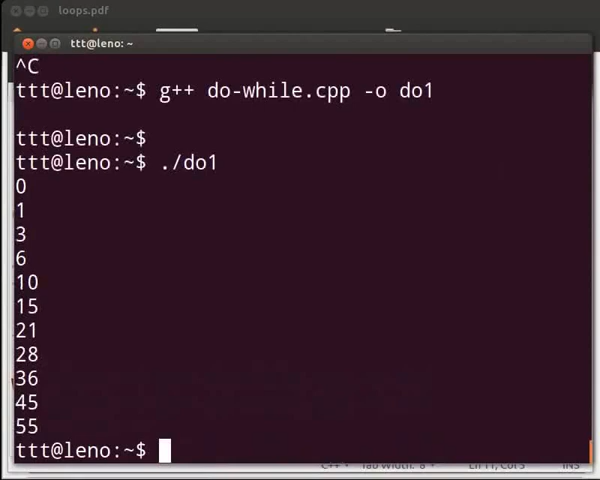 loops.pdf
ttt@leno: ~
^C
ttt@leno:~$ g++ do-while.cpp -o do1
ttt@leno:~$
ttt@leno:~$ ./do1
0
1
3
6
10
15
21
28
36
45
55
ttt@leno:~$
C++ Tab Width: 8 Ln 11, Col 5 INS